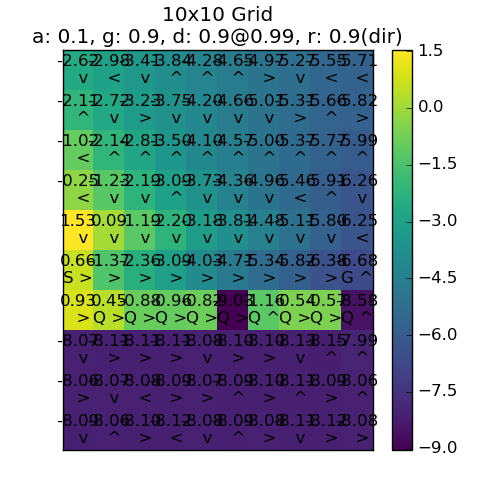 10x10 Grid
a: 0.1, g: 0.9, d: 0.9@0.99, r: 0.9(dir)
-2.62 -2.98 -3.41 -3.84 -4.28 -4.65 -4.97 -5.27 -5.55 -5.71
v < v ^ ^ ^ > v < <
-2.11 -2.72 -3.23 -3.75 -4.20 -4.66 -5.01 -5.31 -5.66 -5.82
^ v > v v v v > ^ >
-1.02 -2.14 -2.81 -3.50 -4.10 -4.57 -5.00 -5.37 -5.77 -5.99
< ^ ^ ^ ^ ^ ^ ^ ^ ^
-0.25 -1.23 -2.19 -3.09 -3.73 -4.36 -4.96 -5.46 -5.91 -6.26
< v v ^ v v v < ^ v
1.53 0.09 -1.19 -2.20 -3.18 -3.81 -4.48 -5.11 -5.80 -6.25
v v v v v v v v v <
0.66 -1.37 -2.36 -3.09 -4.03 -4.71 -5.34 -5.82 -6.38 -6.68
S > > > > > > > > > G ^
0.93 0.45 -0.88 -0.96 -0.82 -9.03 -1.16 -0.54 -0.57 -8.58
> Q > Q > Q > Q > Q > Q ^ Q > Q > Q ^
-8.07 -8.11 -8.11 -8.11 -8.08 -8.10 -8.10 -8.11 -8.15 -7.99
v > > > v > > v ^ ^
-8.06 -8.07 -8.08 -8.09 -8.07 -8.09 -8.10 -8.11 -8.09 -8.06
> v < > > ^ > ^ > ^
-8.09 -8.06 -8.10 -8.12 -8.08 -8.09 -8.08 -8.11 -8.12 -8.08
v ^ > < v ^ > v > >
1.5
0.0
−1.5
−3.0
−4.5
−6.0
−7.5
−9.0